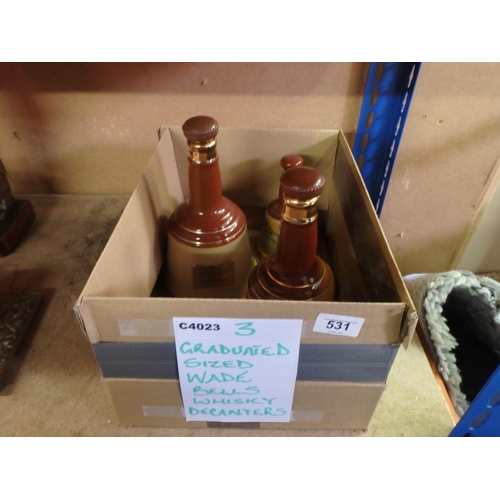 C4023 3
GRADUATED
SIZED
WADE
BELLS
WHISKY
DECANTERS
531